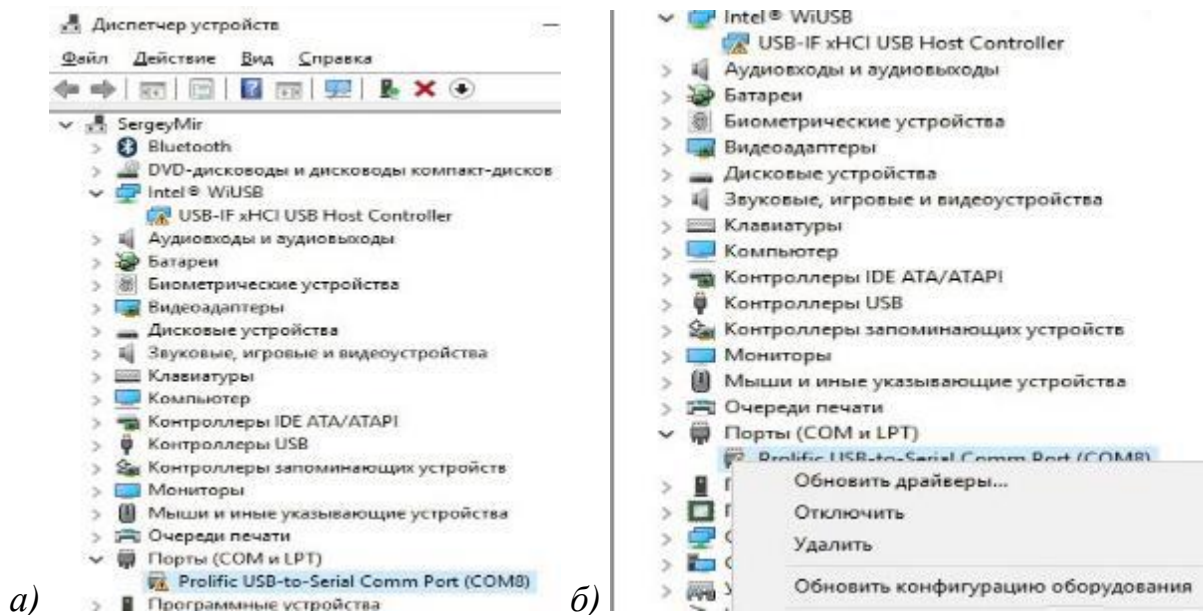 Диспетчер устройств
Файл Действие Вид Справка
SergeyMir
Bluetooth
DVD-дисководы и дисководы компакт-дисков
Intel® WiUSB
USB-IF xHCI USB Host Controller
Аудиовходы и аудиовыходы
Батареи
Биометрические устройства
Видеоадаптеры
Дисковые устройства
Звуковые, игровые и видеоустройства
Клавиатуры
Компьютер
Контроллеры IDE ATA/ATAPI
Контроллеры USB
Контроллеры запоминающих устройств
Мониторы
Мыши и иные указывающие устройства
Очереди печати
Порты (COM и LPT)
Prolific USB-to-Serial Comm Port (COM8)
Программные устройства
а)
Intel® WiUSB
USB-IF xHCI USB Host Controller
Аудиовходы и аудиовыходы
Батареи
Биометрические устройства
Видеоадаптеры
Дисковые устройства
Звуковые, игровые и видеоустройства
Клавиатуры
Компьютер
Контроллеры IDE ATA/ATAPI
Контроллеры USB
Контроллеры запоминающих устройств
Мониторы
Мыши и иные указывающие устройства
Очереди печати
Порты (COM и LPT)
Prolific USB-to-Serial Comm Port (COM8)
Обновить драйверы...
Отключить
Удалить
Обновить конфигурацию оборудования
б)